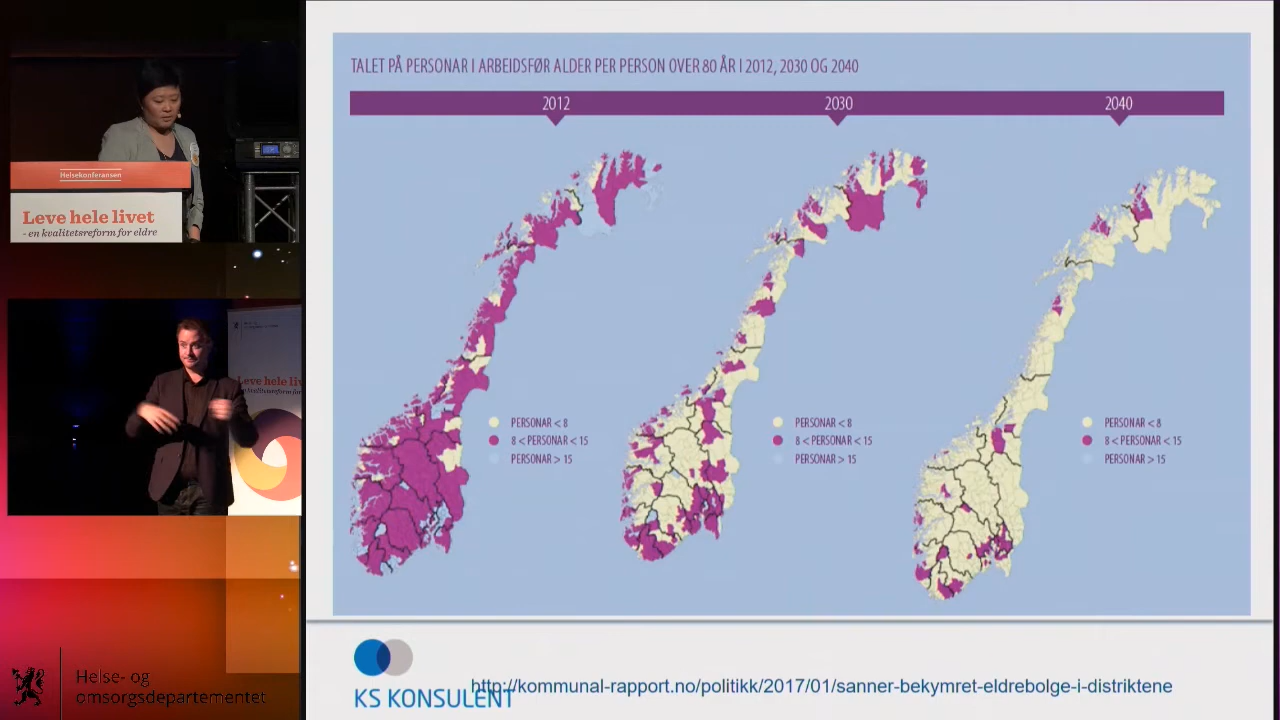 Helsekonferansen
Leve hele livet
- en kvalitetsreform for eldre
Leve hele liv
Helse- og
omsorgsdepartementet
TALET PÅ PERSONAR I ARBEIDSFØR ALDER PER PERSON OVER 80 ÅR I 2012, 2030 OG 2040
2012
2030
2040
PERSONAR < 8
8 < PERSONAR < 15
PERSONAR > 15
PERSONAR < 8
8 < PERSONAR < 15
PERSONAR > 15
PERSONAR < 8
8 < PERSONAR < 15
PERSONAR > 15
KS KONSULENT
http://kommunal-rapport.no/politikk/2017/01/sanner-bekymret-eldrebolge-i-distriktene